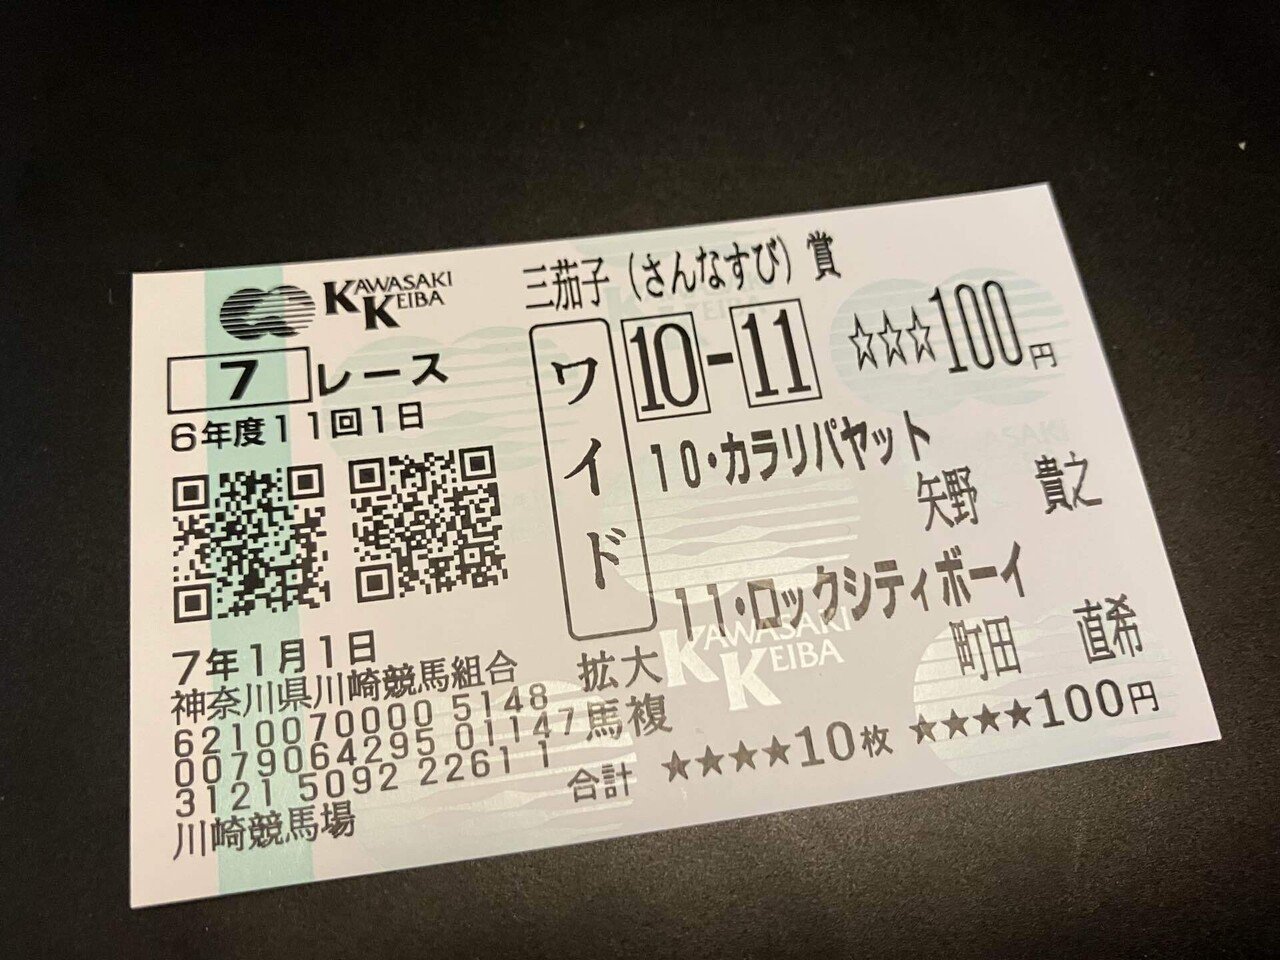 KAWASAKI KEIBA
三茄子(さんなすび)賞
7 レース
6年度11回1日
ワイド
10-11 ☆☆☆100円
10・カラリパヤット
矢野 貴之
11・ロックシティボーイ
町田 直希
KAWASAKI KEIBA
7年1月1日
神奈川県川崎競馬組合
6210070000 5148
0079064295 01147
3121 5092 22611
川崎競馬場
拡大
馬複
合計 ★★★★10枚 ★★★★100円